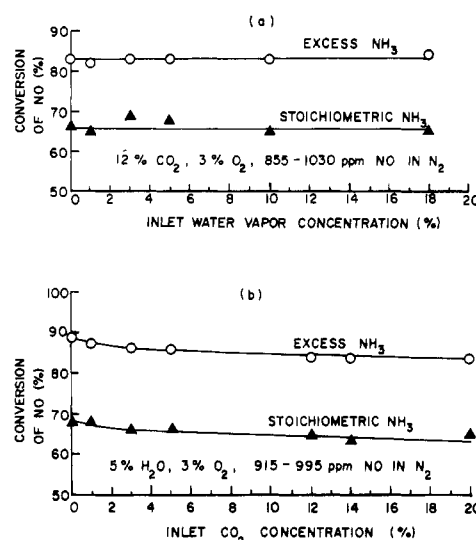 (a)
90
80
70
60
50
CONVERSION
OF NO (%)
EXCESS NH3
STOICHIOMETRIC NH3
12 % CO2, 3 % O2, 855-1030 ppm NO IN N2
0 2 4 6 8 10 12 14 16 18 20
INLET WATER VAPOR CONCENTRATION (%)
(b)
100
90
80
70
60
50
CONVERSION
OF NO (%)
EXCESS NH3
STOICHIOMETRIC NH3
5% H2O, 3% O2, 915-995 ppm NO IN N2
0 2 4 6 8 10 12 14 16 18 20
INLET CO2 CONCENTRATION (%)